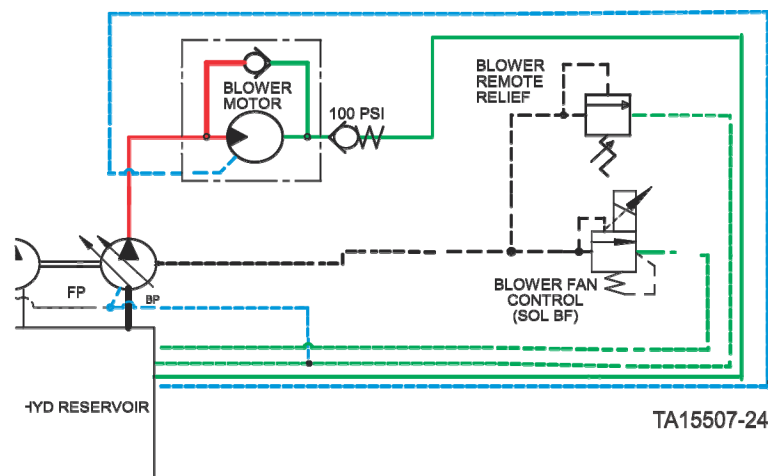 BLOWER
MOTOR
100 PSI
BLOWER
REMOTE
RELIEF
FP
BP
BLOWER FAN
CONTROL
(SOL BF)
HYD RESERVOIR
TA15507-24